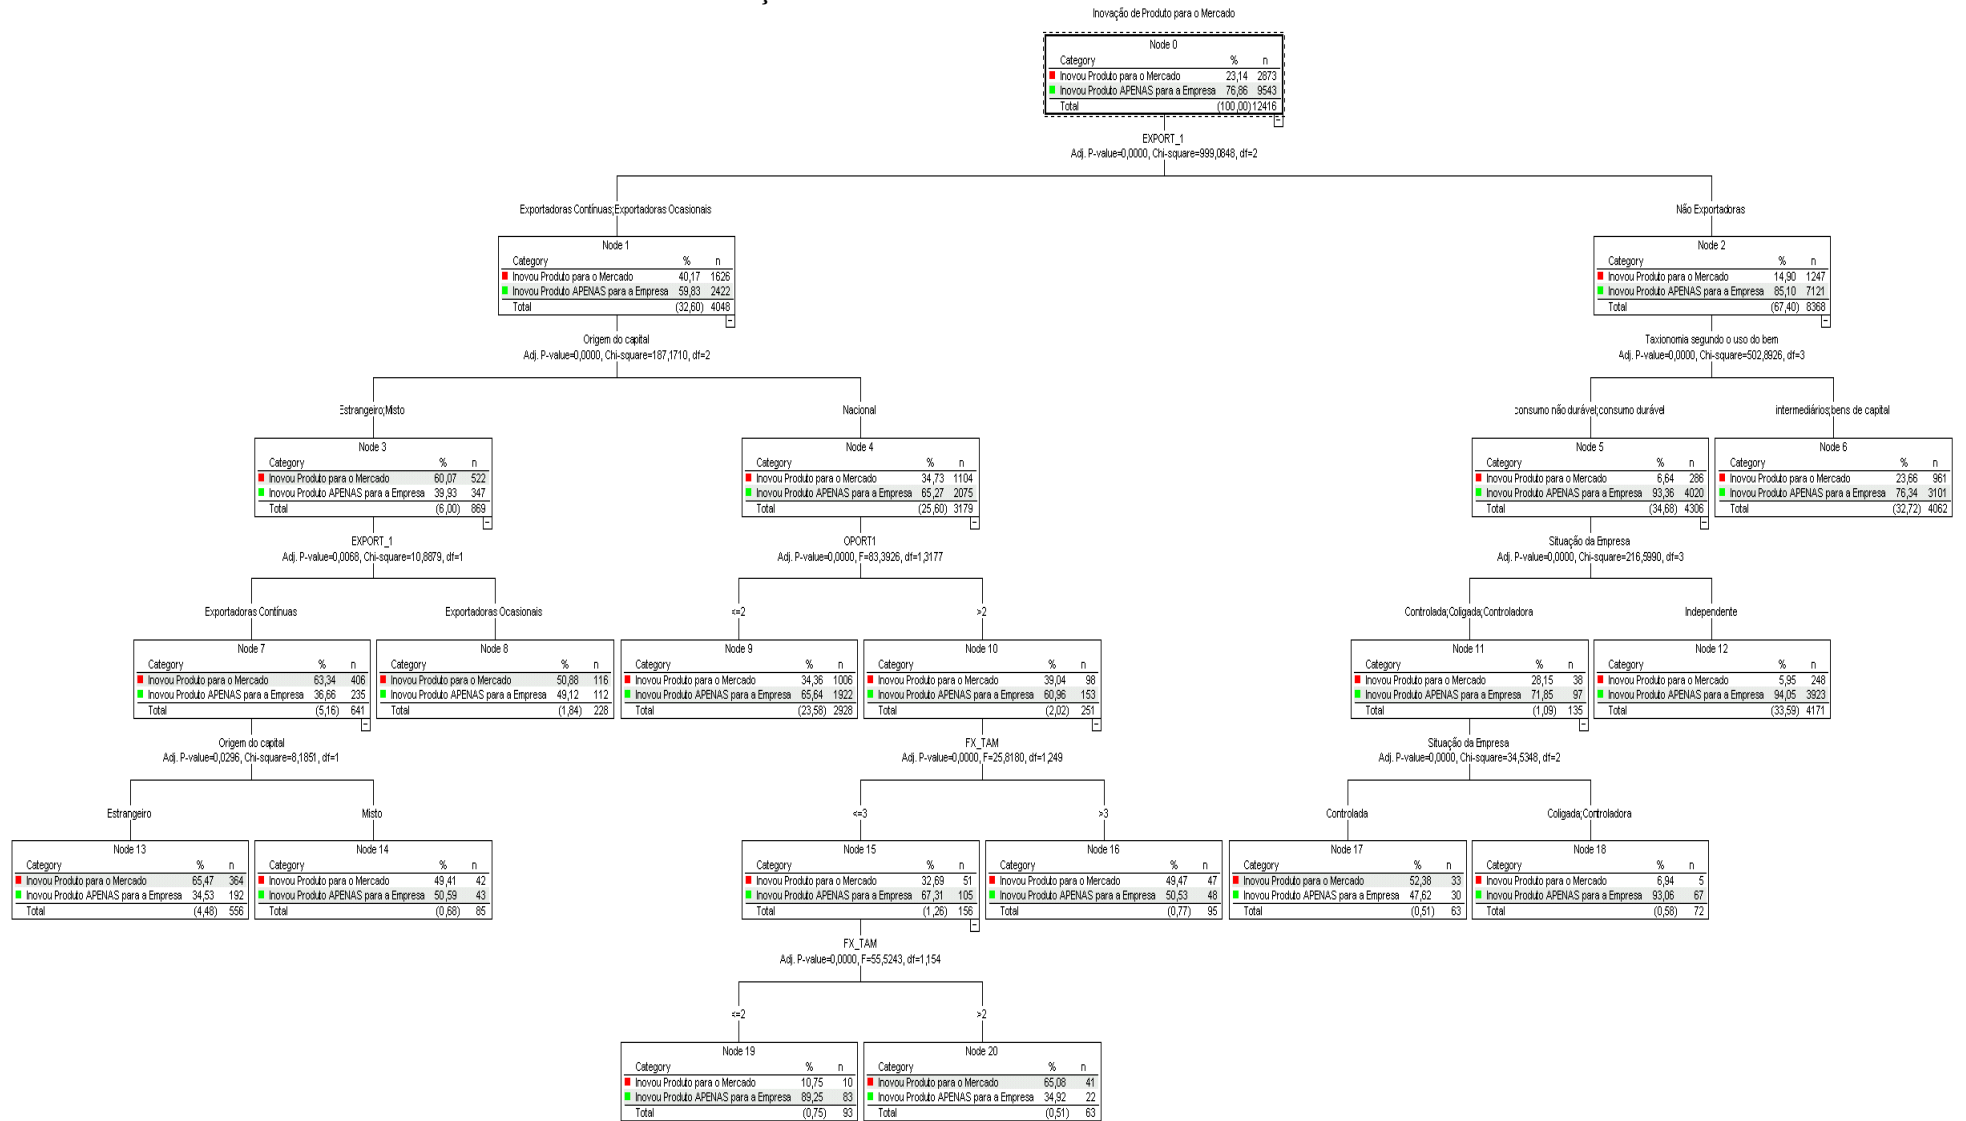 Inovação de Produto para o Mercado
Node 0
Category % n
Inovou Produto para o Mercado 23,14 2873
Inovou Produto APENAS para a Empresa 76,86 9543
Total (100,00) 12416
EXPORT_1
Adj. P-value=0,0000, Chi-square=999,0848, df=2
Exportadoras Contínuas;Exportadoras Ocasionais
Não Exportadoras
Node 1
Category % n
Inovou Produto para o Mercado 40,17 1626
Inovou Produto APENAS para a Empresa 59,83 2422
Total (32,60) 4048
Node 2
Category % n
Inovou Produto para o Mercado 14,90 1247
Inovou Produto APENAS para a Empresa 85,10 7121
Total (67,40) 8368
Origem do capital
Adj. P-value=0,0000, Chi-square=187,1710, df=2
Taxionomia segundo o uso do bem
Adj. P-value=0,0000, Chi-square=502,8926, df=3
Estrangeiro;Misto
Nacional
consumo não durável;consumo durável
intermediários;bens de capital
Node 3
Category % n
Inovou Produto para o Mercado 60,07 522
Inovou Produto APENAS para a Empresa 39,93 347
Total (6,00) 869
Node 4
Category % n
Inovou Produto para o Mercado 34,73 1104
Inovou Produto APENAS para a Empresa 65,27 2075
Total (25,60) 3179
Node 5
Category % n
Inovou Produto para o Mercado 6,64 286
Inovou Produto APENAS para a Empresa 93,36 4020
Total (34,68) 4306
Node 6
Category % n
Inovou Produto para o Mercado 23,66 961
Inovou Produto APENAS para a Empresa 76,34 3101
Total (32,72) 4062
EXPORT_1
Adj. P-value=0,0068, Chi-square=10,8879, df=1
OPORT1
Adj. P-value=0,0000, F=83,3926, df=1,3177
Situação da Empresa
Adj. P-value=0,0000, Chi-square=216,5990, df=3
Exportadoras Contínuas
Exportadoras Ocasionais
<=2
>2
Controlada;Coligada;Controladora
Independente
Node 7
Category % n
Inovou Produto para o Mercado 63,34 406
Inovou Produto APENAS para a Empresa 36,66 235
Total (5,16) 641
Node 8
Category % n
Inovou Produto para o Mercado 50,88 116
Inovou Produto APENAS para a Empresa 49,12 112
Total (1,84) 228
Node 9
Category % n
Inovou Produto para o Mercado 34,36 1006
Inovou Produto APENAS para a Empresa 65,64 1922
Total (23,58) 2928
Node 10
Category % n
Inovou Produto para o Mercado 39,04 98
Inovou Produto APENAS para a Empresa 60,96 153
Total (2,02) 251
Node 11
Category % n
Inovou Produto para o Mercado 28,15 38
Inovou Produto APENAS para a Empresa 71,85 97
Total (1,09) 135
Node 12
Category % n
Inovou Produto para o Mercado 5,95 248
Inovou Produto APENAS para a Empresa 94,05 3923
Total (33,59) 4171
Origem do capital
Adj. P-value=0,0296, Chi-square=8,1851, df=1
FX_TAM
Adj. P-value=0,0000, F=25,8180, df=1,249
Situação da Empresa
Adj. P-value=0,0000, Chi-square=34,5348, df=2
Estrangeiro
Misto
<=3
>3
Controlada
Coligada;Controladora
Node 13
Category % n
Inovou Produto para o Mercado 65,47 364
Inovou Produto APENAS para a Empresa 34,53 192
Total (4,48) 556
Node 14
Category % n
Inovou Produto para o Mercado 49,41 42
Inovou Produto APENAS para a Empresa 50,59 43
Total (0,68) 85
Node 15
Category % n
Inovou Produto para o Mercado 32,69 51
Inovou Produto APENAS para a Empresa 67,31 105
Total (1,26) 156
Node 16
Category % n
Inovou Produto para o Mercado 49,47 47
Inovou Produto APENAS para a Empresa 50,53 48
Total (0,77) 95
Node 17
Category % n
Inovou Produto para o Mercado 52,38 33
Inovou Produto APENAS para a Empresa 47,62 30
Total (0,51) 63
Node 18
Category % n
Inovou Produto para o Mercado 6,94 5
Inovou Produto APENAS para a Empresa 93,06 67
Total (0,58) 72
FX_TAM
Adj. P-value=0,0000, F=55,5243, df=1,154
<=2
>2
Node 19
Category % n
Inovou Produto para o Mercado 10,75 10
Inovou Produto APENAS para a Empresa 89,25 83
Total (0,75) 93
Node 20
Category % n
Inovou Produto para o Mercado 65,08 41
Inovou Produto APENAS para a Empresa 34,92 22
Total (0,51) 63